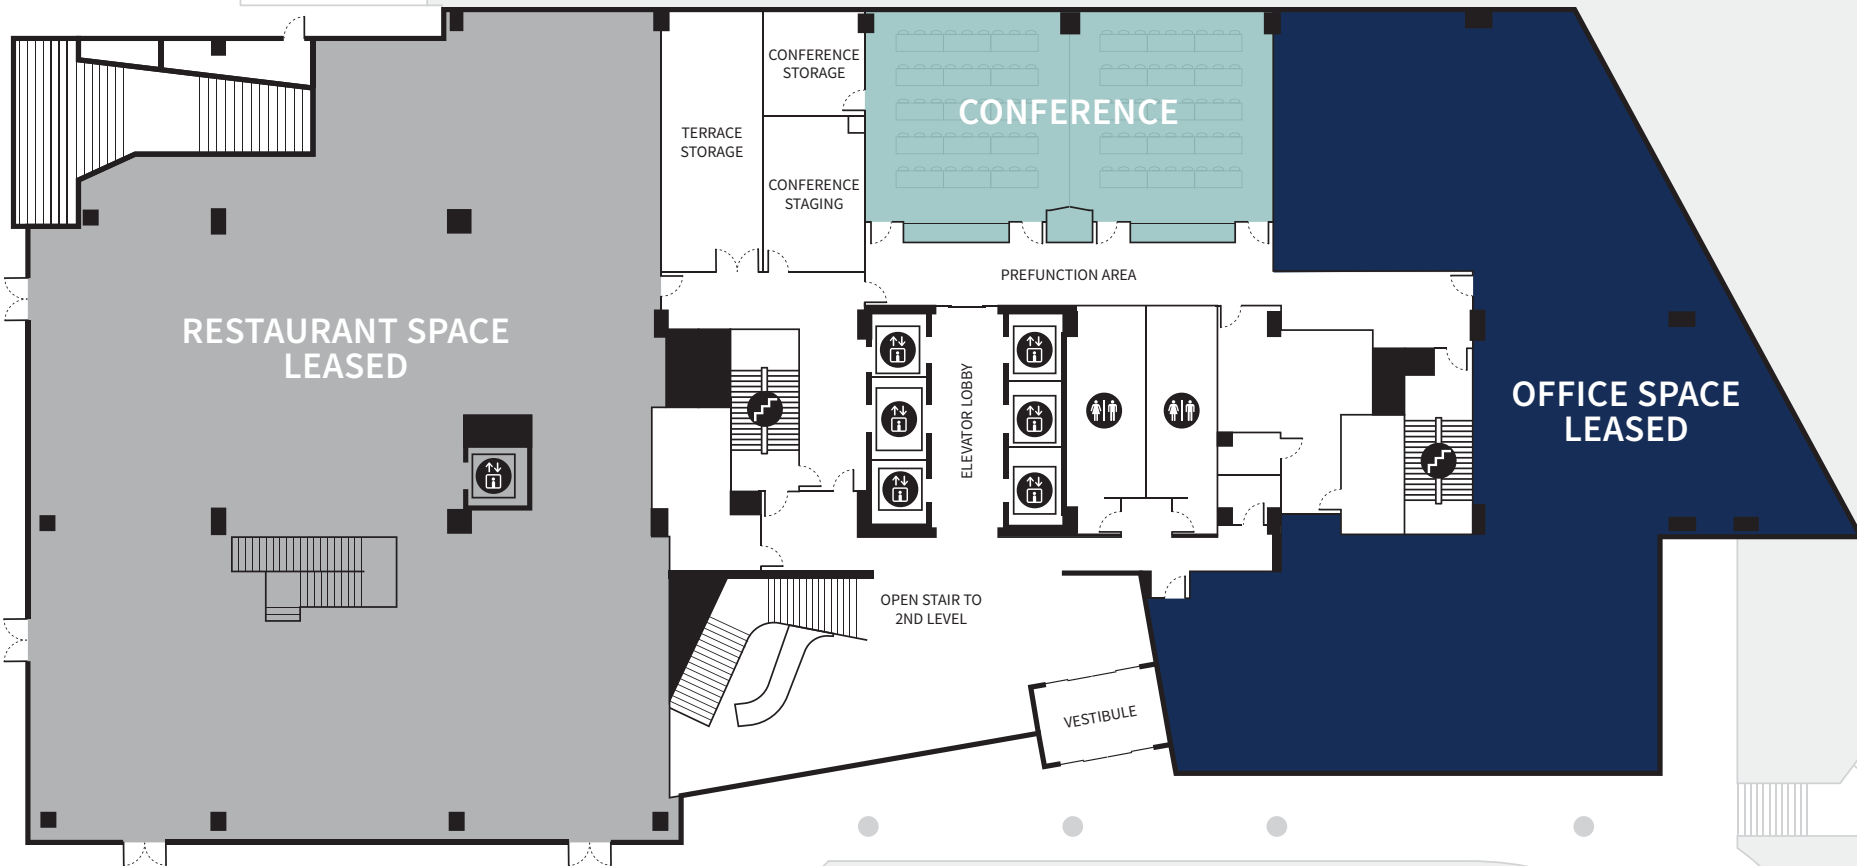 CONFERENCE
STORAGE
TERRACE
STORAGE
CONFERENCE
STAGING
CONFERENCE
PREFUNCTION AREA
RESTAURANT SPACE
LEASED
ELEVATOR LOBBY
OFFICE SPACE
LEASED
OPEN STAIR TO
2ND LEVEL
VESTIBULE